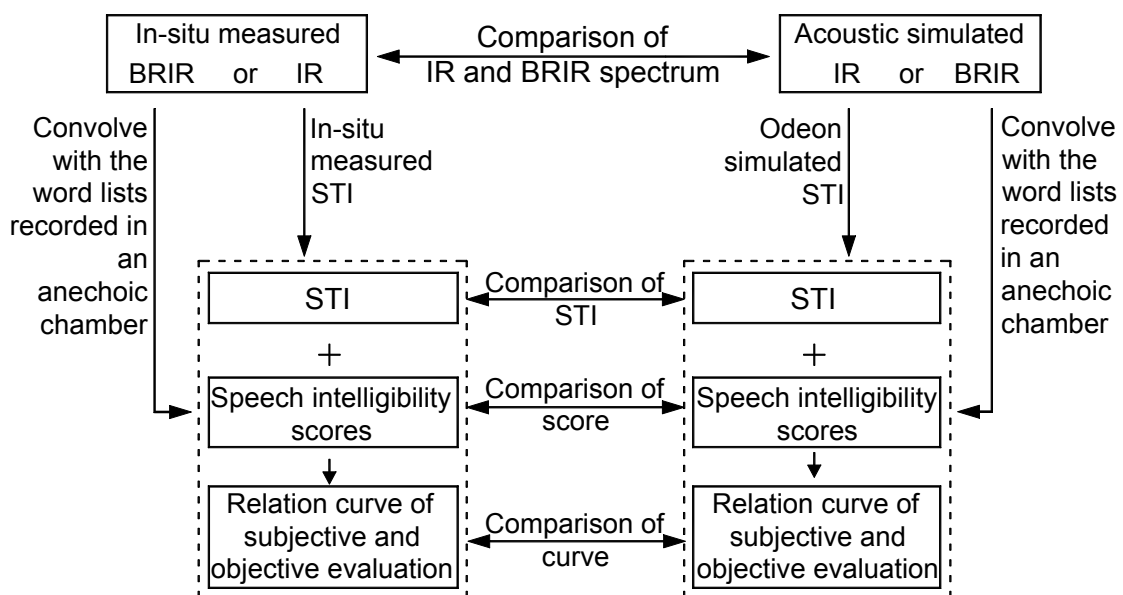 In-situ measured
BRIR or IR
Comparison of
IR and BRIR spectrum
Acoustic simulated
IR or BRIR
Convolve
with the
word lists
recorded in
an
anechoic
chamber
In-situ
measured
STI
Odeon
simulated
STI
Convolve
with the
word lists
recorded
in an
anechoic
chamber
STI
Comparison of
STI
STI
+
+
Speech intelligibility
scores
Comparison of
score
Speech intelligibility
scores
Relation curve of
subjective and
objective evaluation
Comparison of
curve
Relation curve of
subjective and
objective evaluation